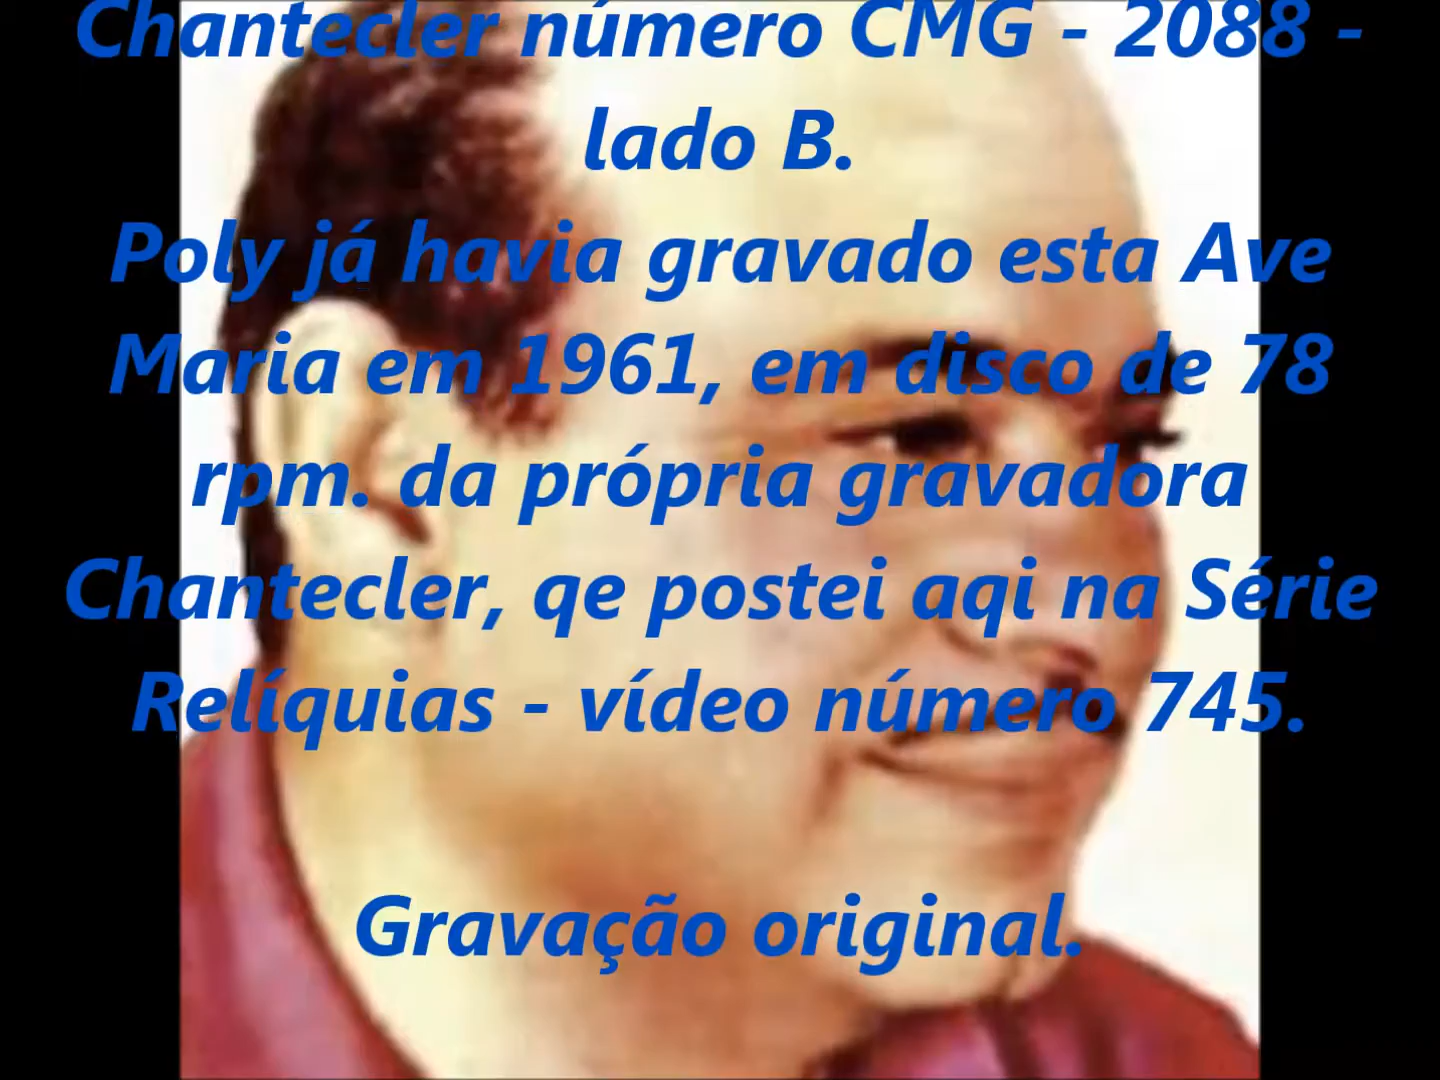 Chantecler número CMG - 2088 -
lado B.
Poly já havia gravado esta Ave
Maria em 1961, em disco de 78
rpm. da própria gravadora
Chantecler, qe postei aqi na Série
Relíquias - vídeo número 745.
Gravação original.